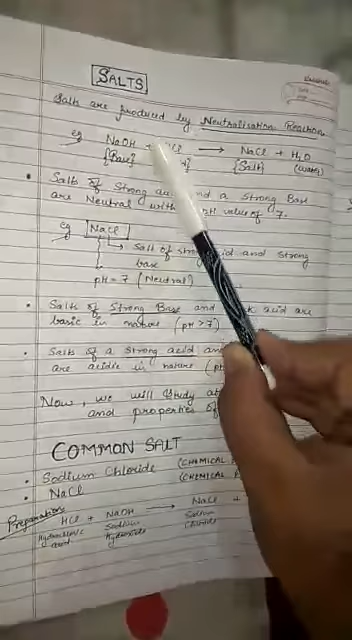 SALTS
Salts are produced by Neutralisation Reaction
eg NaOH + HCl → NaCl + H₂O
{Base} {Salt} (water)
• Salts of Strong and a Strong Base
are Neutral with pH value of 7.
eg NaCl
→ Salt of strong acid and Strong
base
pH = 7 (Neutral)
• Salts of Strong Base and acid are
basic in nature (pH > 7)
• Salts of a Strong acid and
are acidic in nature (pH
Now, we will Study
and properties of
COMMON SALT
• Sodium Chloride (CHEMICAL
• NaCl (CHEMICAL
Preparation
HCl + NaOH → NaCl +
Hydrochloric Sodium Sodium
acid Hydroxide Chloride